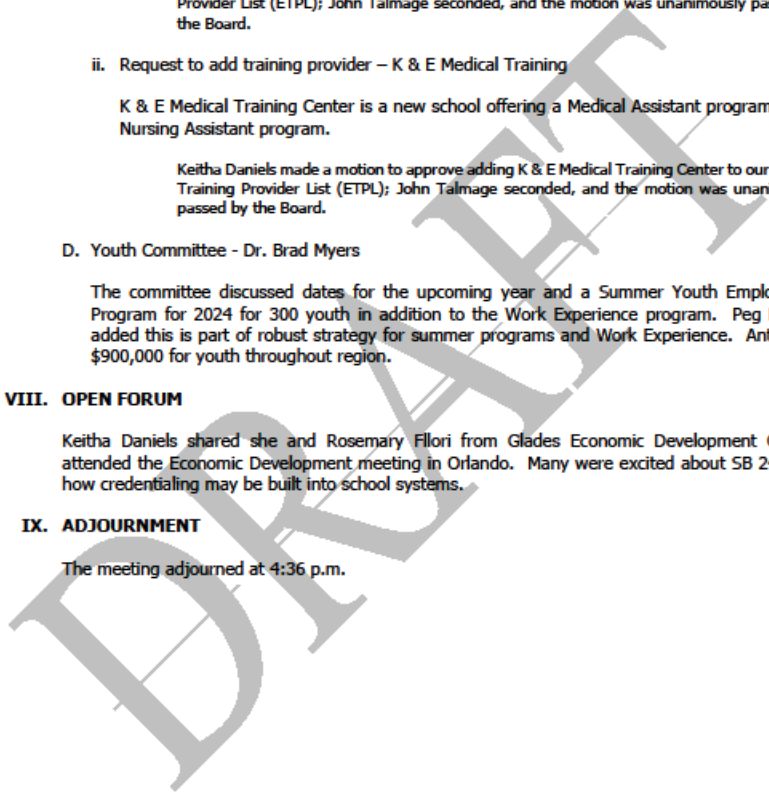 Provider List (ETPL); John Talmage seconded, and the motion was unanimously pas
the Board.
ii. Request to add training provider – K & E Medical Training
K & E Medical Training Center is a new school offering a Medical Assistant program
Nursing Assistant program.
Keitha Daniels made a motion to approve adding K & E Medical Training Center to our
Training Provider List (ETPL); John Talmage seconded, and the motion was unani
passed by the Board.
D. Youth Committee - Dr. Brad Myers
The committee discussed dates for the upcoming year and a Summer Youth Emplo
Program for 2024 for 300 youth in addition to the Work Experience program. Peg
added this is part of robust strategy for summer programs and Work Experience. Ant
$900,000 for youth throughout region.
VIII. OPEN FORUM
Keitha Daniels shared she and Rosemary Fllori from Glades Economic Development
attended the Economic Development meeting in Orlando. Many were excited about SB 2
how credentialing may be built into school systems.
IX. ADJOURNMENT
The meeting adjourned at 4:36 p.m.
DRAFT